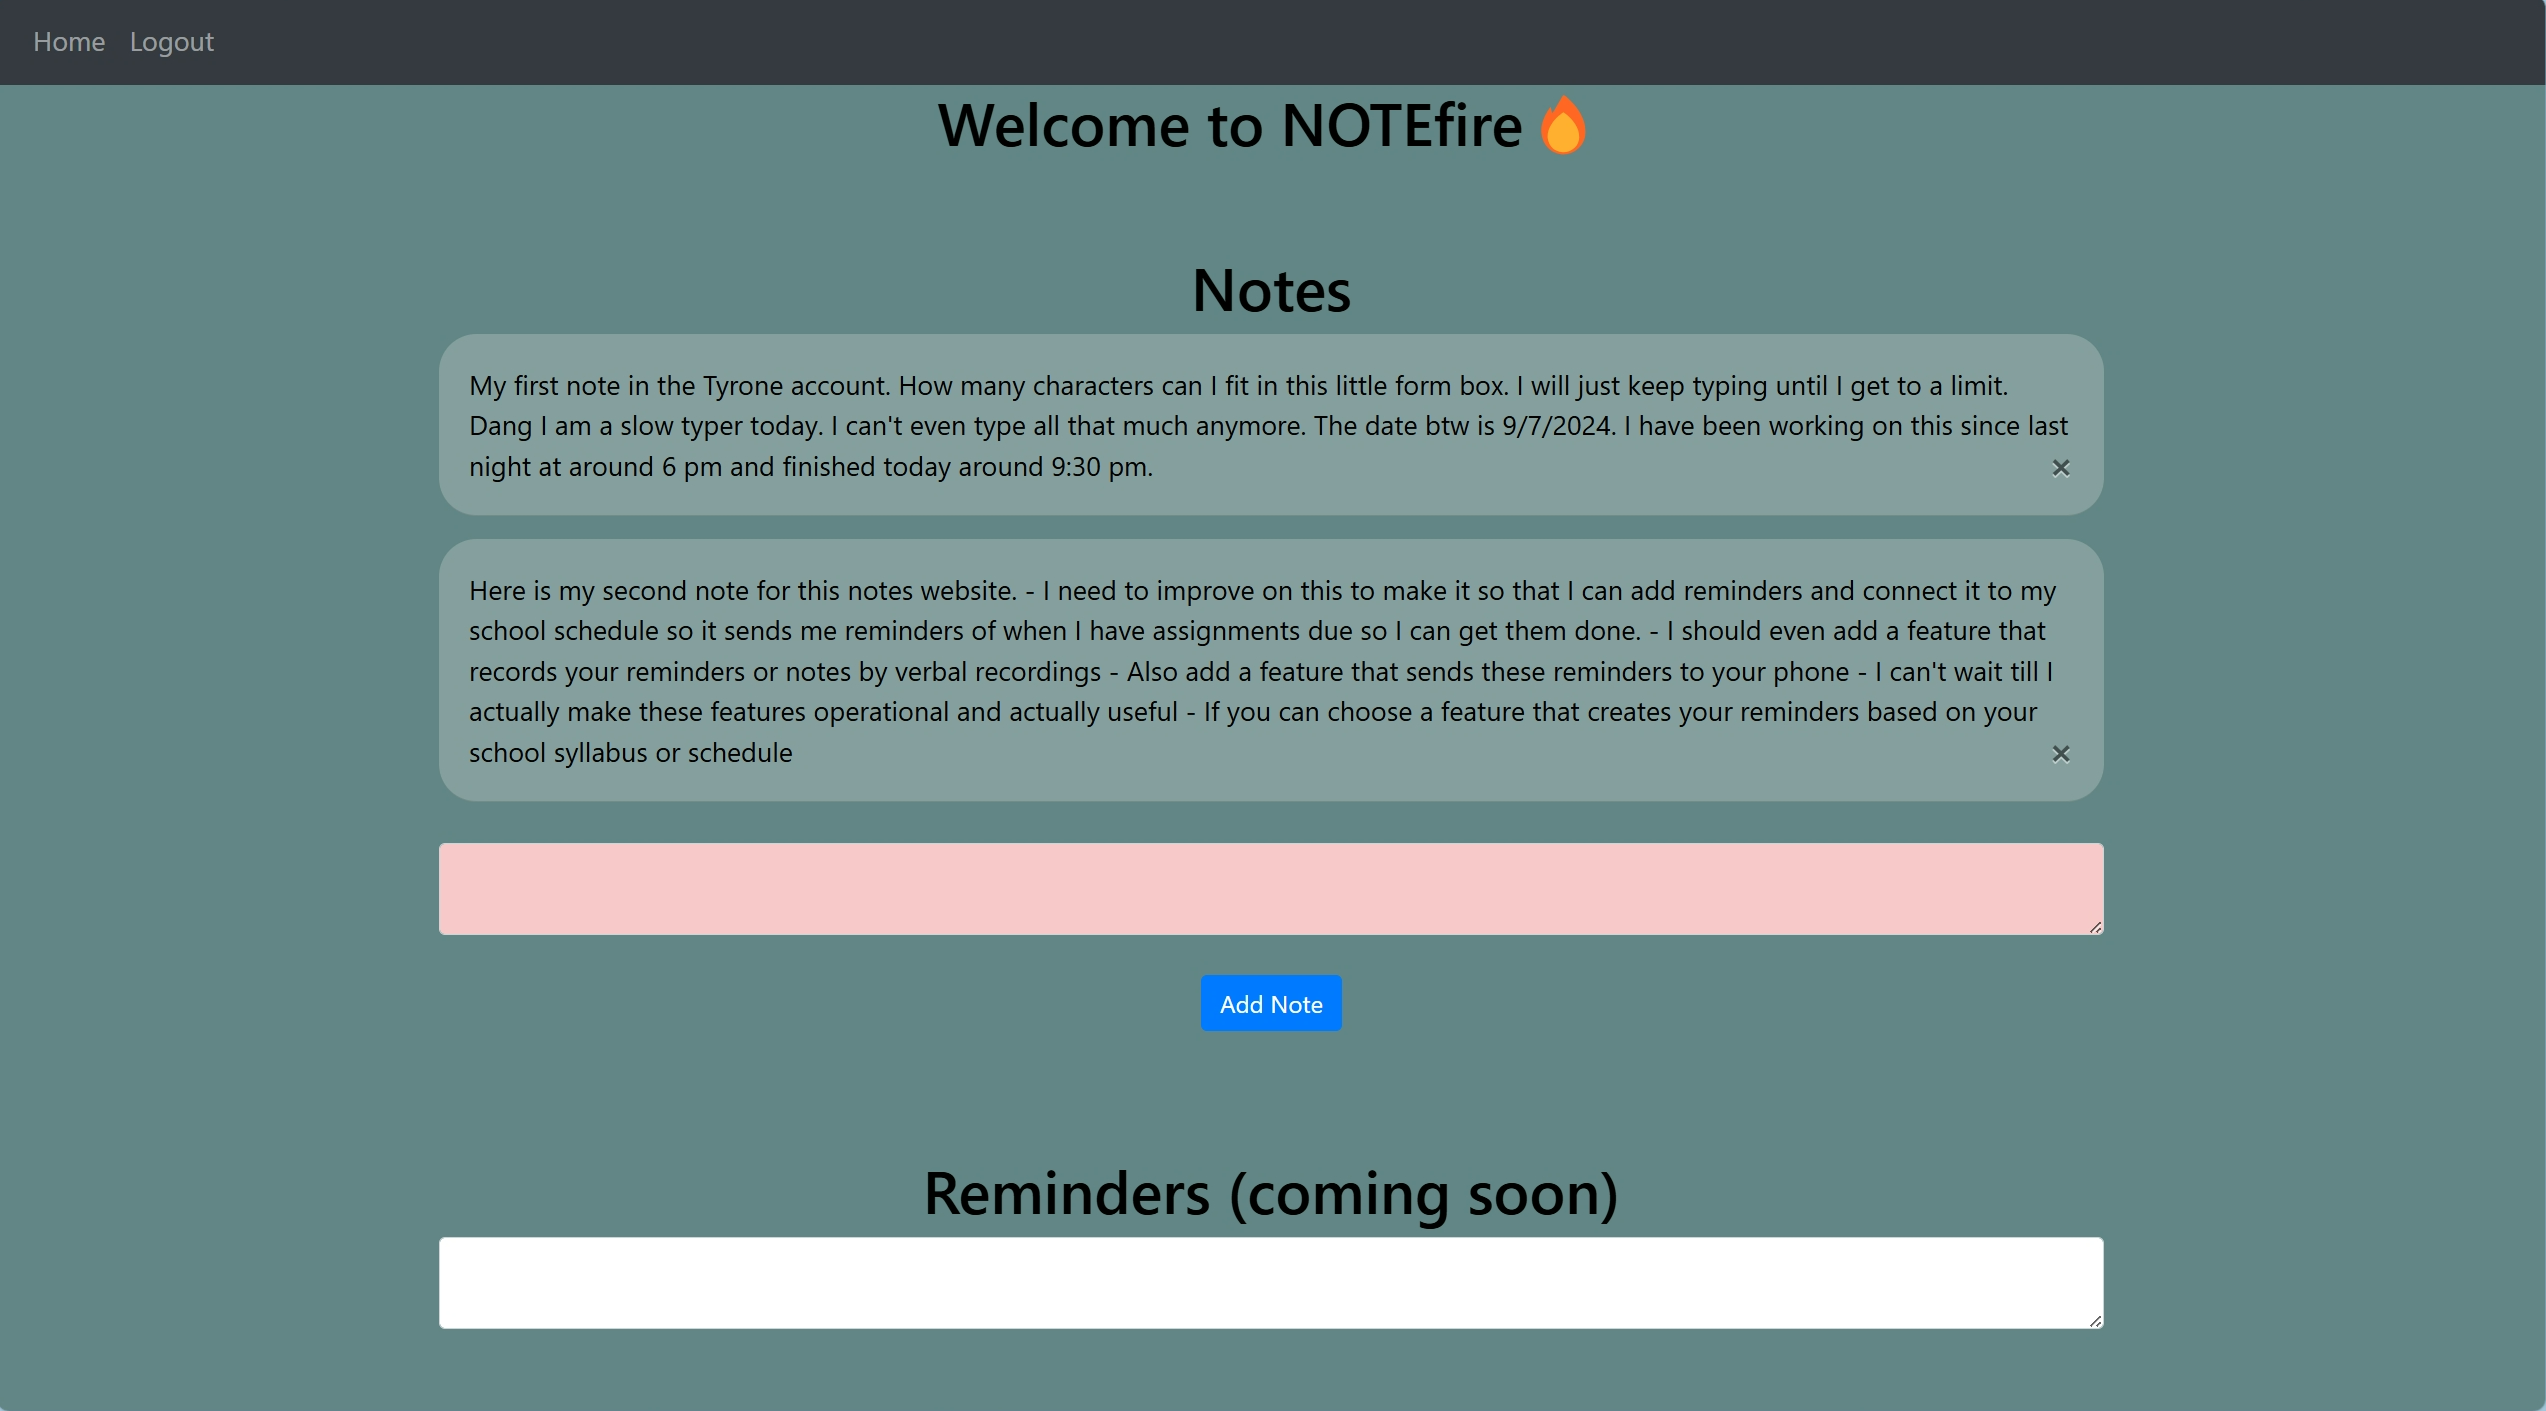 Home Logout
Welcome to NOTEfire🔥
Notes
My first note in the Tyrone account. How many characters can I fit in this little form box. I will just keep typing until I get to a limit.
Dang I am a slow typer today. I can't even type all that much anymore. The date btw is 9/7/2024. I have been working on this since last
night at around 6 pm and finished today around 9:30 pm. ×
Here is my second note for this notes website. - I need to improve on this to make it so that I can add reminders and connect it to my
school schedule so it sends me reminders of when I have assignments due so I can get them done. - I should even add a feature that
records your reminders or notes by verbal recordings - Also add a feature that sends these reminders to your phone - I can't wait till I
actually make these features operational and actually useful - If you can choose a feature that creates your reminders based on your
school syllabus or schedule ×
Add Note
Reminders (coming soon)